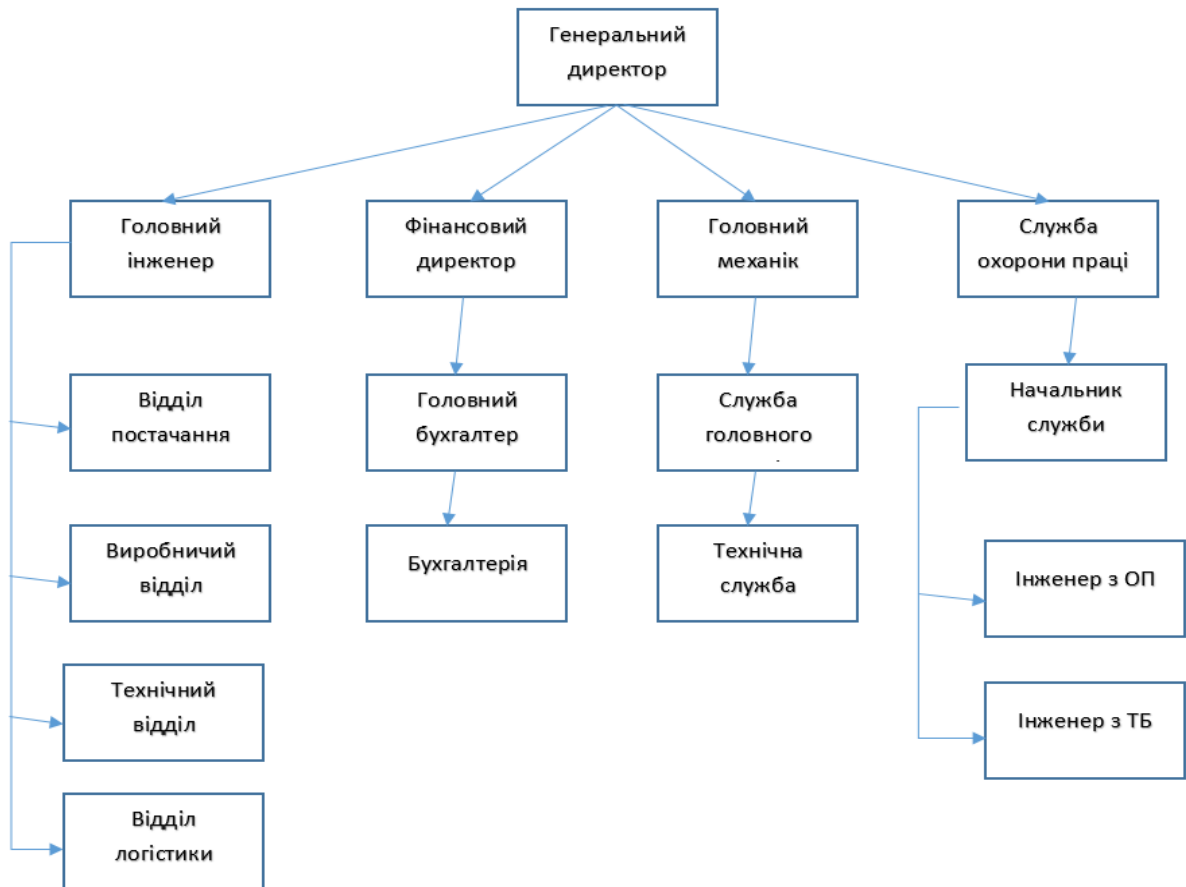 Генеральний
директор
Головний
інженер
Фінансовий
директор
Головний
механік
Служба
охорони праці
Відділ
постачання
Головний
бухгалтер
Служба
головного
Начальник
служби
Виробничий
відділ
Бухгалтерія
Технічна
служба
Інженер з ОП
Технічний
відділ
Інженер з ТБ
Відділ
логістики